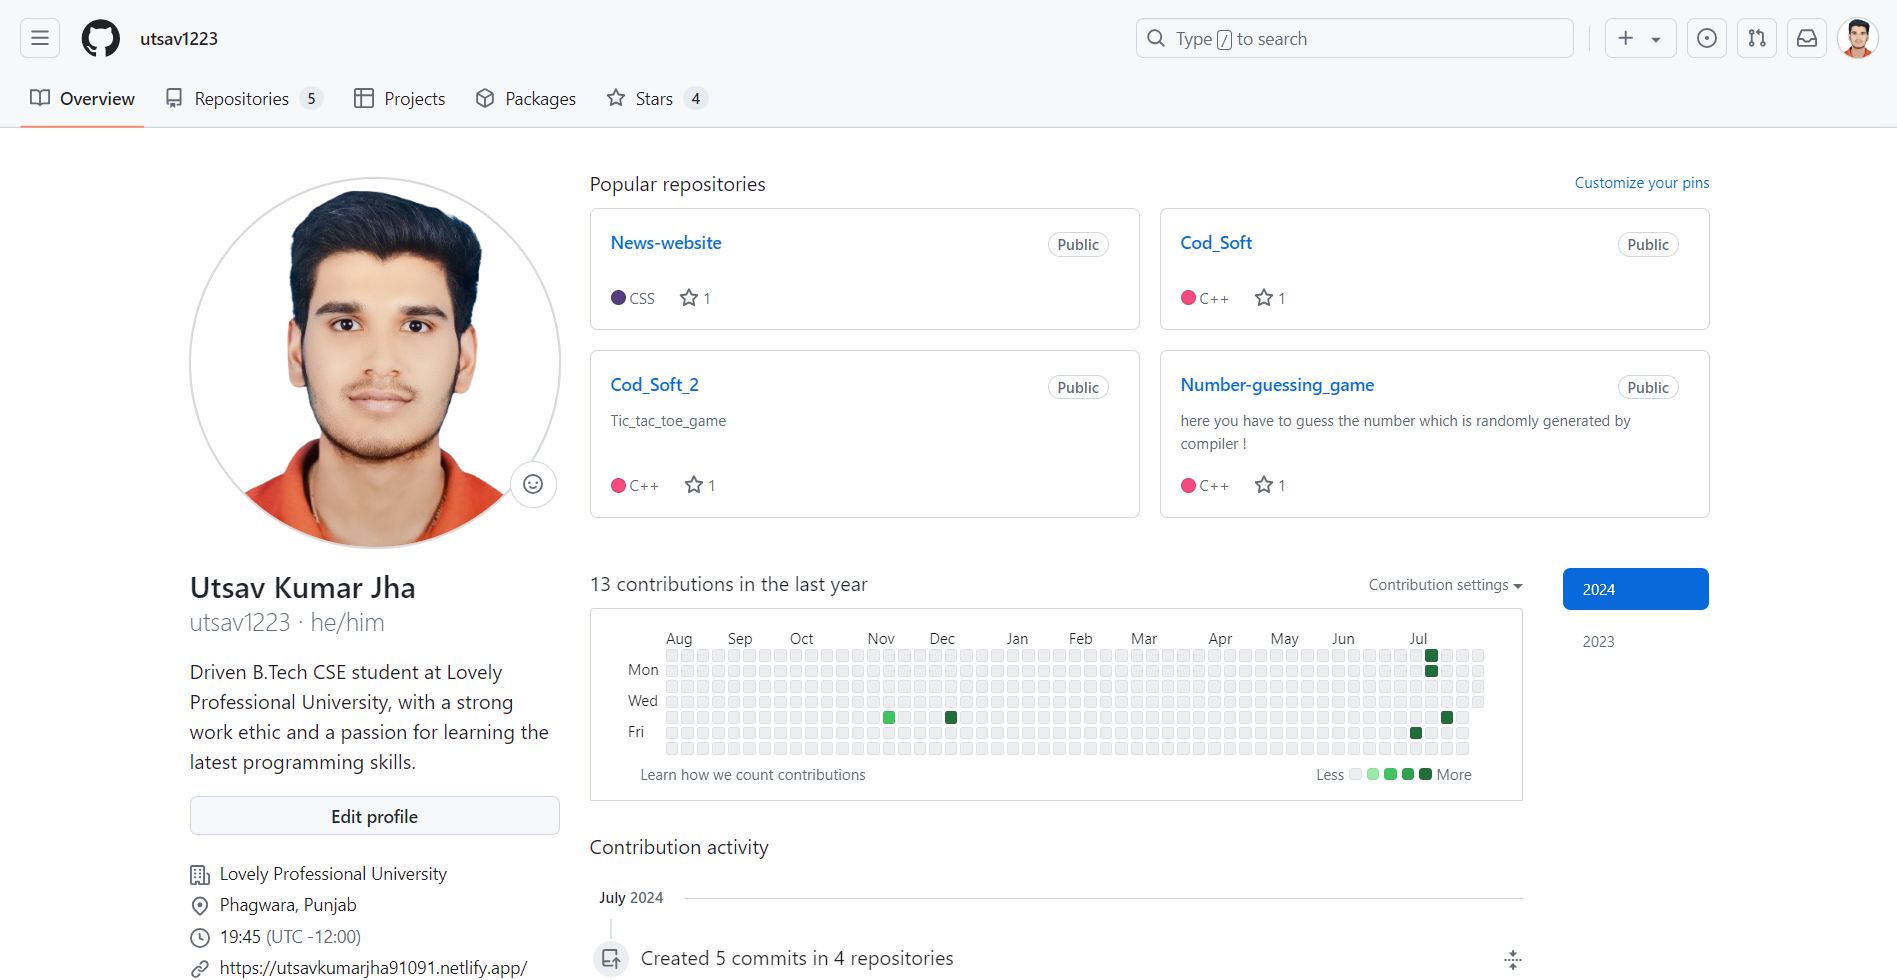 utsav1223
Type / to search
Overview
Repositories 5
Projects
Packages
Stars 4
Popular repositories
Customize your pins
News-website
Public
CSS
1
Cod_Soft
Public
C++
1
Cod_Soft_2
Public
Tic_tac_toe_game
C++
1
Number-guessing_game
Public
here you have to guess the number which is randomly generated by
compiler !
C++
1
Utsav Kumar Jha
utsav1223 · he/him
Driven B.Tech CSE student at Lovely
Professional University, with a strong
work ethic and a passion for learning the
latest programming skills.
Edit profile
Lovely Professional University
Phagwara, Punjab
19:45 (UTC -12:00)
https://utsavkumarjha91091.netlify.app/
13 contributions in the last year
Contribution settings
2024
2023
Aug Sep Oct Nov Dec Jan Feb Mar Apr May Jun Jul
Mon
Wed
Fri
Learn how we count contributions
Less
More
Contribution activity
July 2024
Created 5 commits in 4 repositories